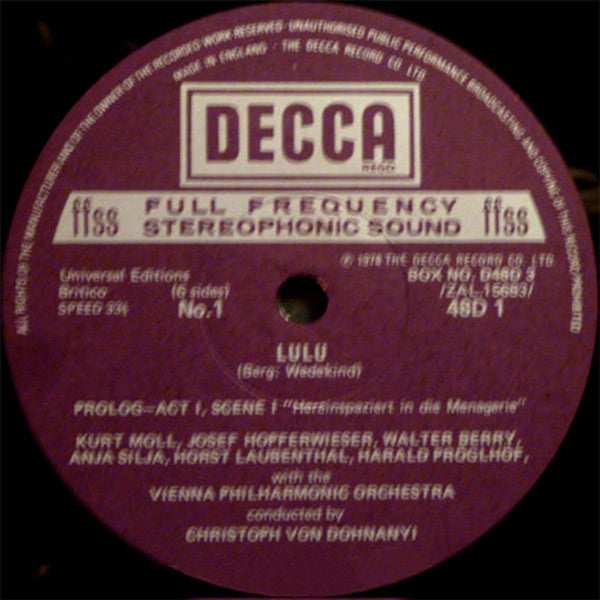 ALL RIGHTS OF THE MANUFACTURER AND OF THE OWNER OF THE RECORDED WORK RESERVED · UNAUTHORISED PUBLIC PERFORMANCE BROADCASTING AND COPYING OF THIS RECORD PROHIBITED
MADE IN ENGLAND · THE DECCA RECORD CO. LTD.
DECCA
REGD.
ffss FULL FREQUENCY ffss
STEREOPHONIC SOUND
℗ 1978 THE DECCA RECORD CO. LTD.
Universal Editions BOX NO. D48D 3
Britico (6 sides) /ZAL.15683/
SPEED 33⅓ No.1 48D 1
LULU
(Berg: Wedekind)
PROLOG—ACT I, SCENE I "Hereinspaziert in die Menagerie"
KURT MOLL, JOSEF HOPFERWIESER, WALTER BERRY,
ANJA SILJA, HORST LAUBENTHAL, HARALD PRÖGLHÖF,
with the
VIENNA PHILHARMONIC ORCHESTRA
conducted by
CHRISTOPH VON DOHNANYI